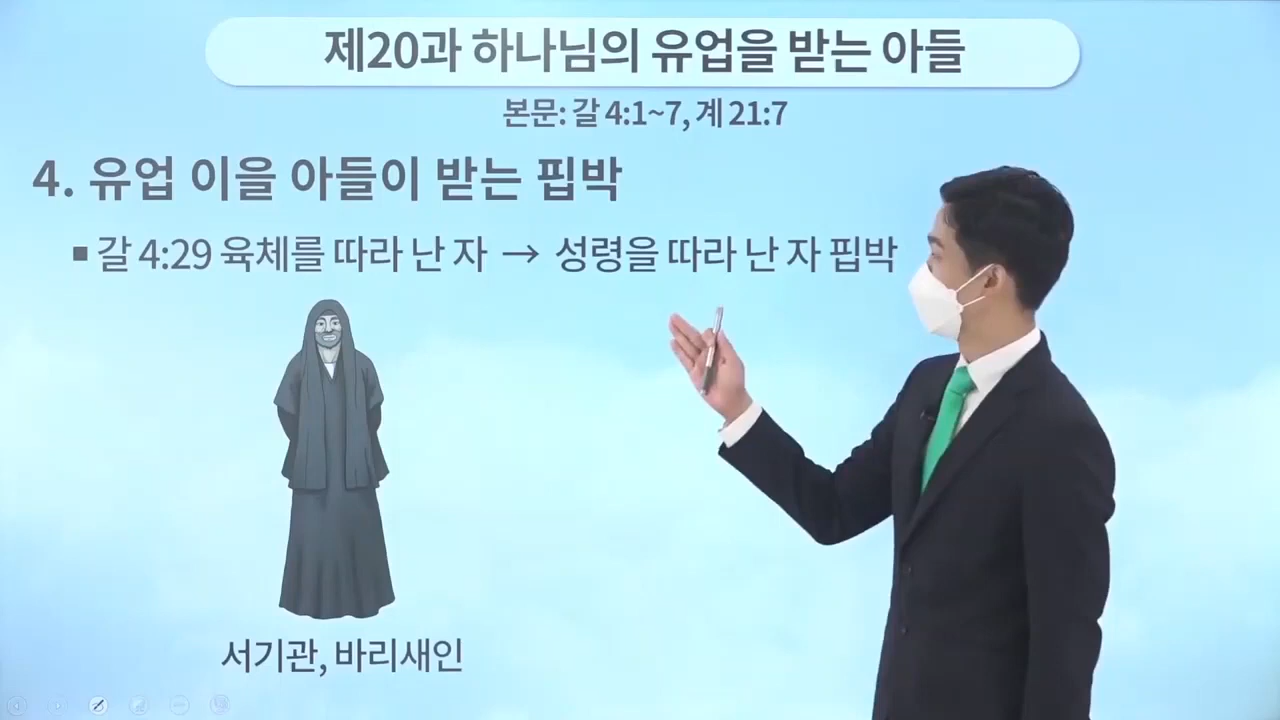 제20과 하나님의 유업을 받는 아들
본문: 갈 4:1~7, 계 21:7
4. 유업 이을 아들이 받는 핍박
▪ 갈 4:29 육체를 따라 난 자 → 성령을 따라 난 자 핍박
서기관, 바리새인